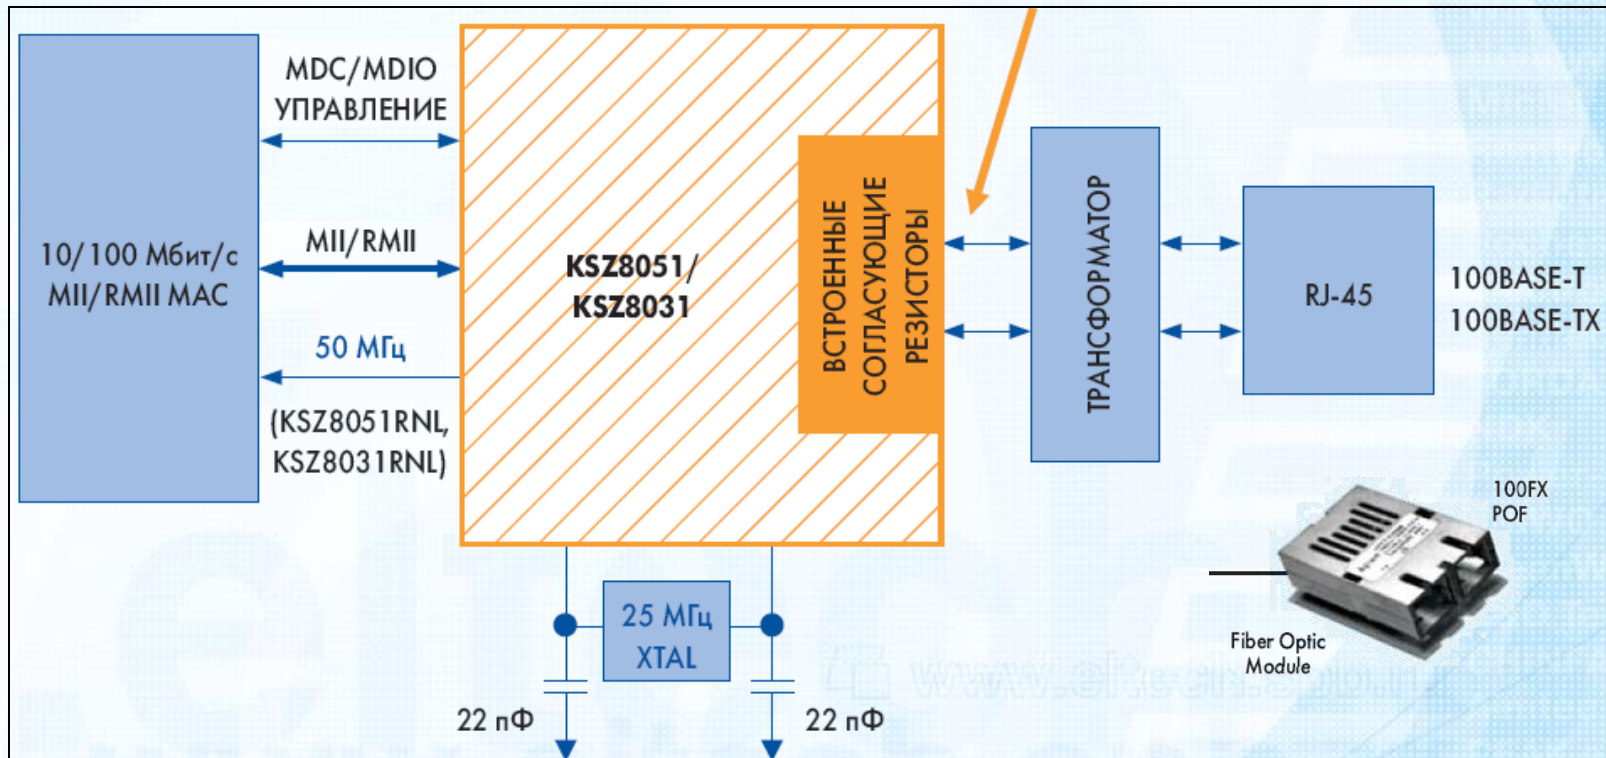 MDC/MDIO
УПРАВЛЕНИЕ
10/100 Мбит/с
MII/RMII MAC
MII/RMII
50 МГц
(KSZ8051RNL,
KSZ8031RNL)
KSZ8051/
KSZ8031
ВСТРОЕННЫЕ
СОГЛАСУЮЩИЕ
РЕЗИСТОРЫ
ТРАНСФОРМАТОР
RJ-45
100BASE-T
100BASE-TX
25 МГц
XTAL
22 пФ
22 пФ
100FX
POF
Fiber Optic
Module